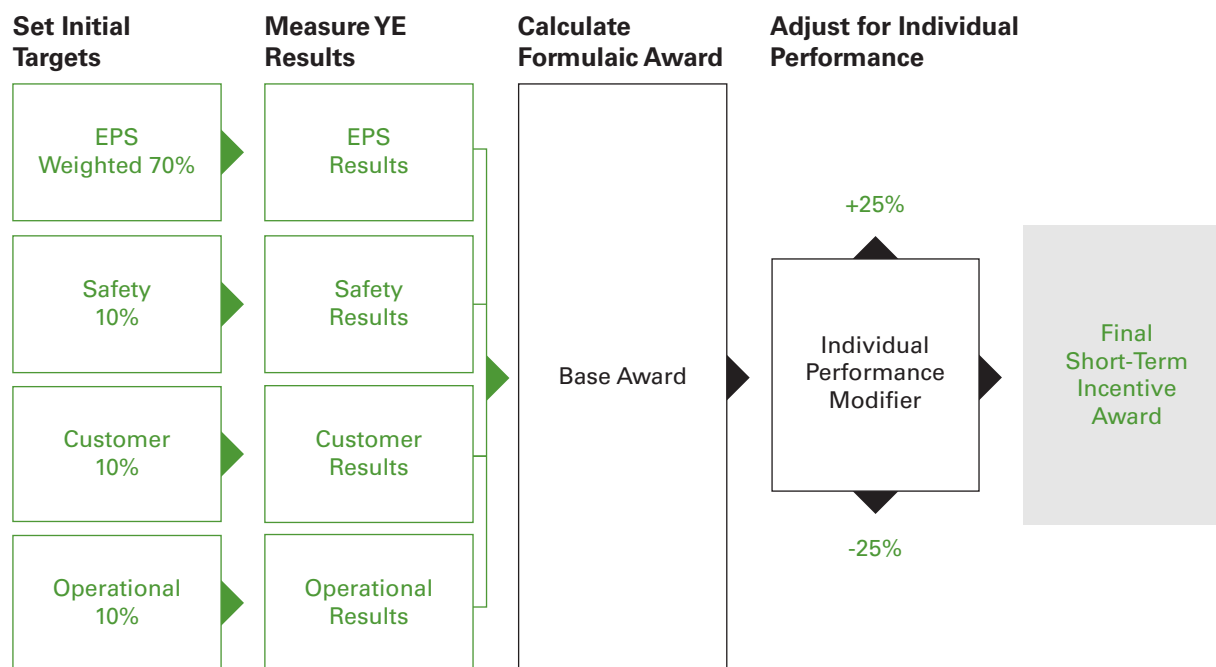 Set Initial
Targets
Measure YE
Results
Calculate
Formulaic Award
Adjust for Individual
Performance
EPS
Weighted 70%
EPS
Results
Safety
10%
Safety
Results
Customer
10%
Customer
Results
Operational
10%
Operational
Results
Base Award
+25%
Individual
Performance
Modifier
-25%
Final
Short-Term
Incentive
Award